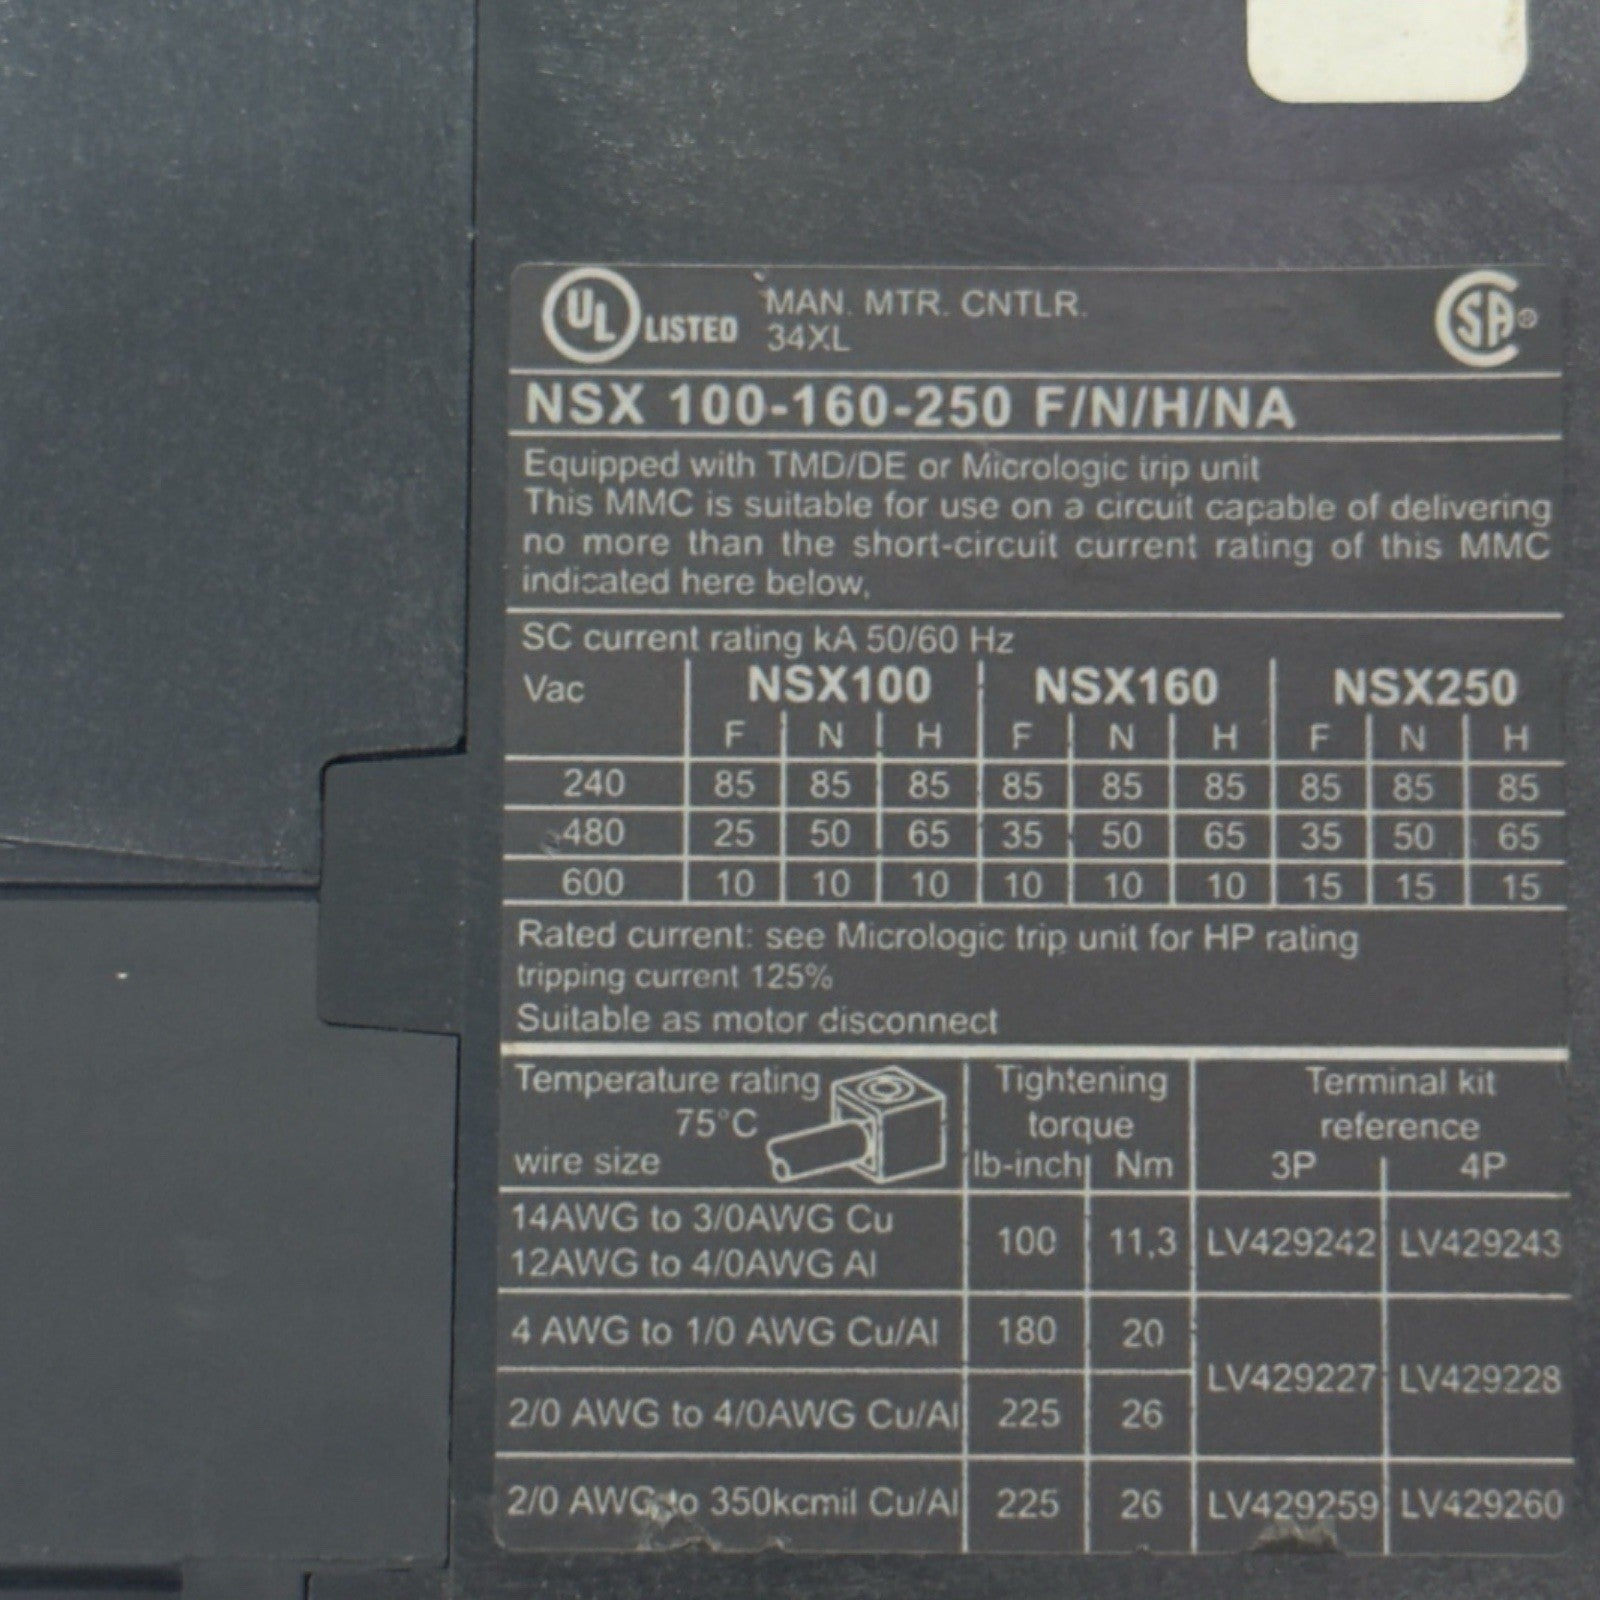 UL LISTED MAN. MTR. CNTLR.
34XL
SA ®
NSX 100-160-250 F/N/H/NA
Equipped with TMD/DE or Micrologic trip unit
This MMC is suitable for use on a circuit capable of delivering
no more than the short-circuit current rating of this MMC
indicated here below,
SC current rating kA 50/60 Hz
Vac NSX100 NSX160 NSX250
F N H F N H F N H
240 85 85 85 85 85 85 85 85 85
480 25 50 65 35 50 65 35 50 65
600 10 10 10 10 10 10 15 15 15
Rated current: see Micrologic trip unit for HP rating
tripping current 125%
Suitable as motor disconnect
Temperature rating Tightening Terminal kit
75°C torque reference
wire size lb-inch Nm 3P 4P
14AWG to 3/0AWG Cu
12AWG to 4/0AWG Al
100 11,3 LV429242 LV429243
4 AWG to 1/0 AWG Cu/Al 180 20
LV429227 LV429228
2/0 AWG to 4/0AWG Cu/Al 225 26
2/0 AWG to 350kcmil Cu/Al 225 26 LV429259 LV429260